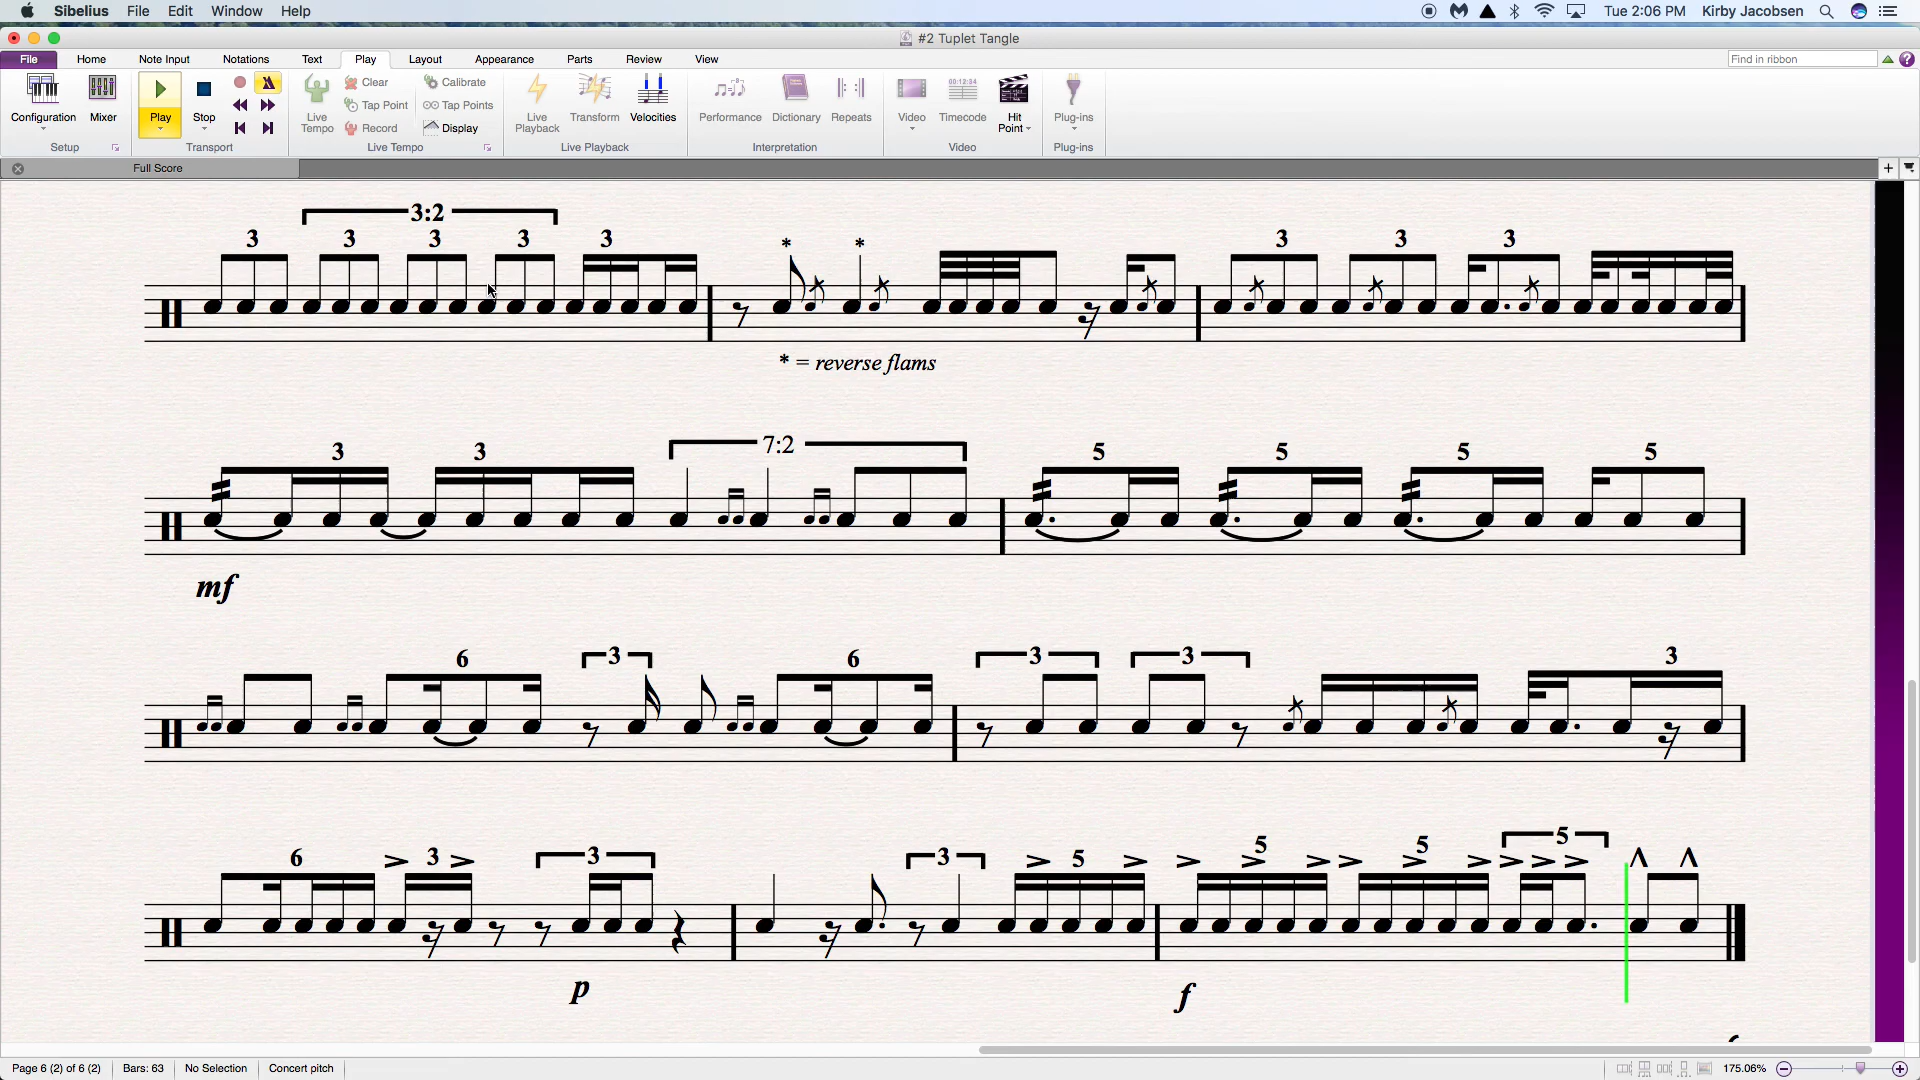 Sibelius File Edit Window Help Tue 2:06 PM Kirby Jacobsen
#2 Tuplet Tangle
File Home Note Input Notations Text Play Layout Appearance Parts Review View Find in ribbon
Configuration Mixer Play Stop Live Tempo Clear Calibrate Live Playback Transform Velocities Performance Dictionary Repeats Video Timecode Hit Point Plug-ins
Tap Point Tap Points
Record Display
00:12:34
Setup Transport Live Tempo Live Playback Interpretation Video Plug-ins
Full Score
3:2
3 3 3 3 3 * * 3 3 3
* = reverse flams
3 3 7:2 5 5 5 5
mf
6 3 6 3 3 3
6 3 3 3 5 5 5 5
p f
f
Page 6 (2) of 6 (2) Bars: 63 No Selection Concert pitch 175.06%